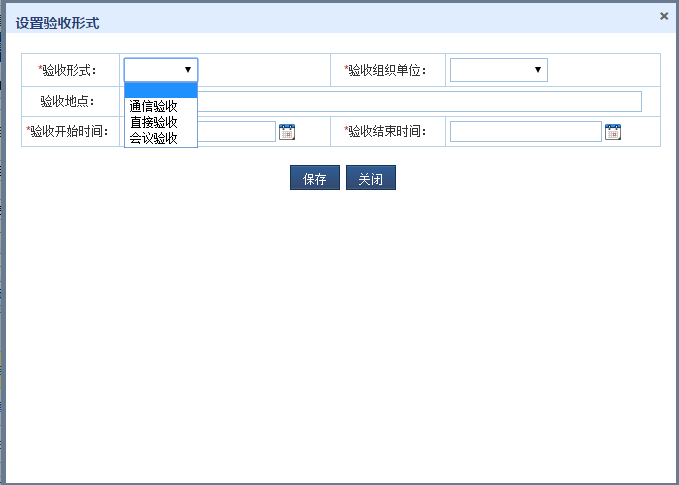 设置验收形式
*验收形式：
*验收组织单位：
通信验收
直接验收
会议验收
验收地点：
*验收开始时间：
*验收结束时间：
保存 关闭